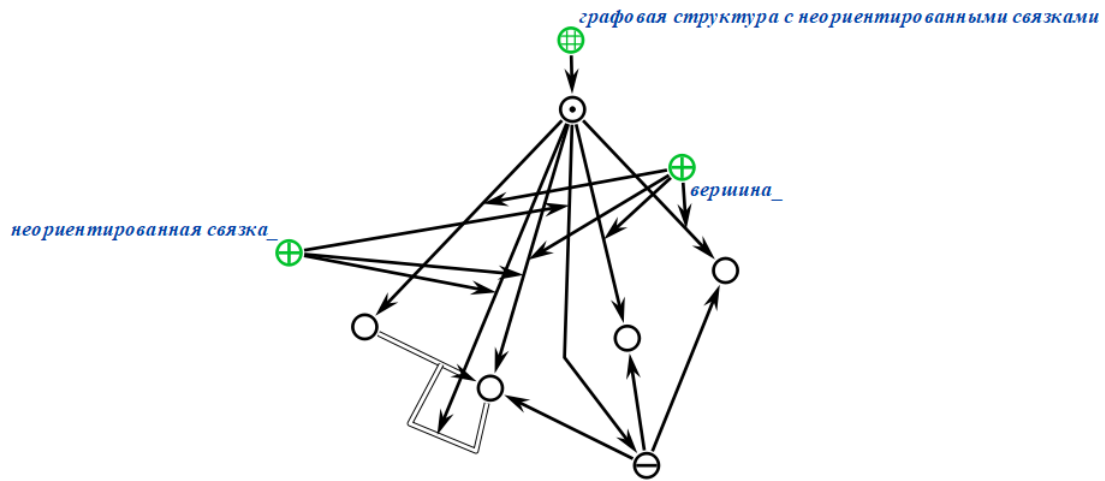 графовая структура с неориентированными связками
вершина_
неориентированная связка_